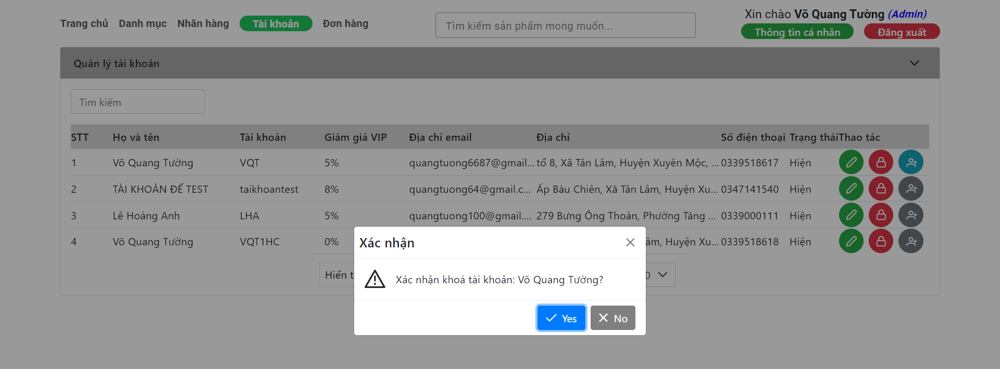 Trang chủ Danh mục Nhãn hàng Tài khoản Đơn hàng
Tìm kiếm sản phẩm mong muốn...
Xin chào Võ Quang Tường (Admin)
Thông tin cá nhân Đăng xuất
Quản lý tài khoản
Tìm kiếm
STT Họ và tên Tài khoản Giảm giá VIP Địa chỉ email Địa chỉ Số điện thoại Trạng thái Thao tác
1 Võ Quang Tường VQT 5% quangtuong6687@gmail... tổ 8, Xã Tân Lâm, Huyện Xuyên Mộc, ... 0339518617 Hiện
2 TÀI KHOẢN ĐỂ TEST taikhoantest 8% quangtuong64@gmail.c... Ấp Bàu Chiên, Xã Tân Lâm, Huyện Xu... 0347141540 Hiện
3 Lê Hoàng Anh LHA 5% quangtuong100@gmail.... 279 Bưng Ông Thoàn, Phường Tăng ... 0339000111 Hiện
4 Võ Quang Tường VQT1HC 0% âm, Huyện Xu... 0339518618 Hiện
Hiển t 0
Xác nhận
Xác nhận khoá tài khoản: Võ Quang Tường?
Yes No